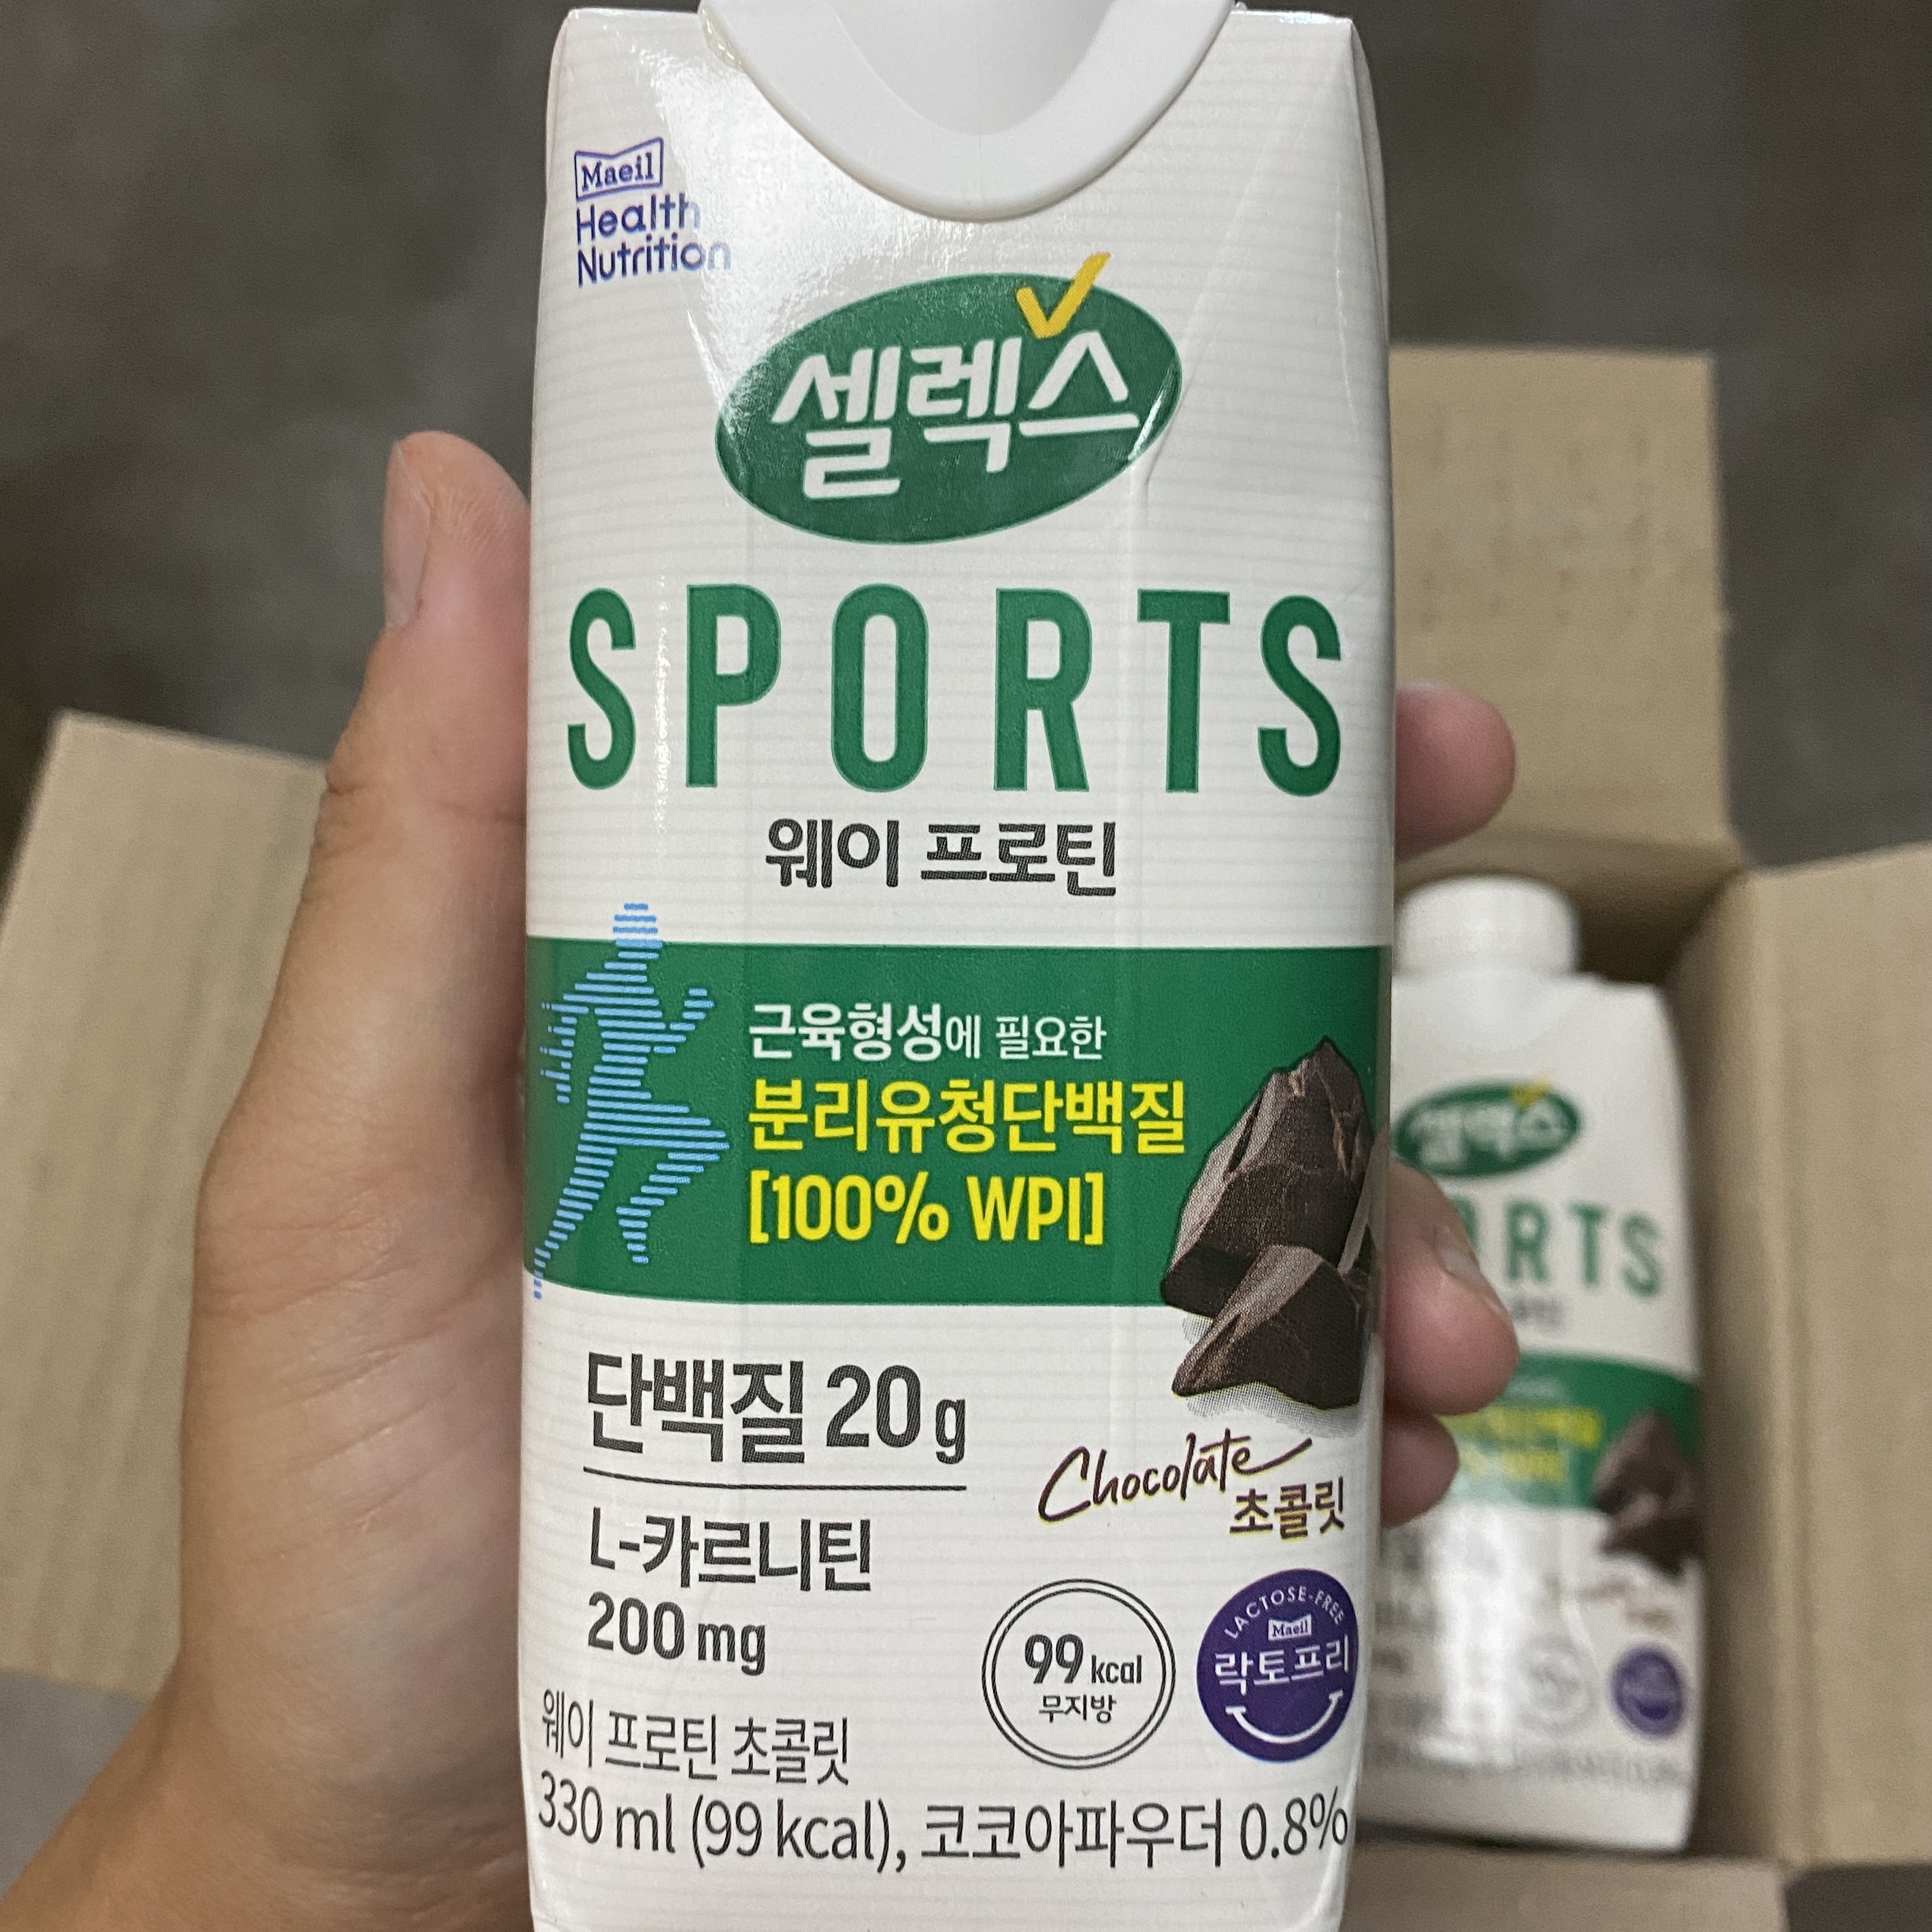 Maeil
Health
Nutrition
셀렉스
SPORTS
웨이 프로틴
근육형성에 필요한
분리유청단백질
[100% WPI]
단백질 20g
L-카르니틴
200 mg
Chocolate
초콜릿
99 kcal
무지방
LACTOSE-FREE
Maeil
락토프리
웨이 프로틴 초콜릿
330 ml (99 kcal), 코코아파우더 0.8%
셀렉스
ORTS